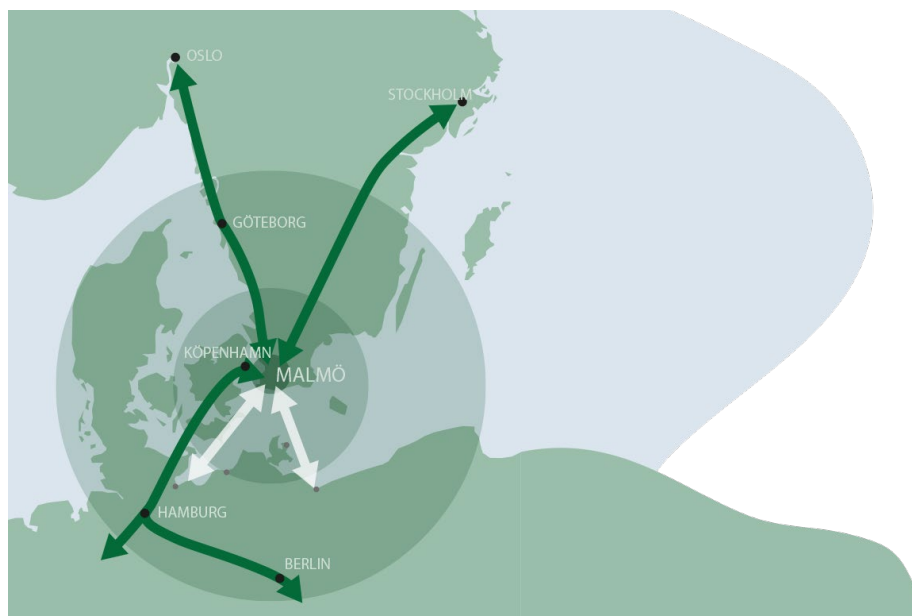 OSLO
STOCKHOLM
GÖTEBORG
KÖPENHAMN
MALMÖ
HAMBURG
BERLIN